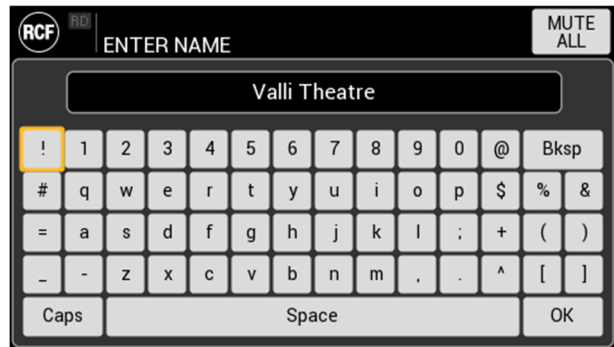 RCF RD ENTER NAME MUTE ALL
Valli Theatre
! 1 2 3 4 5 6 7 8 9 0 @ Bksp
# q w e r t y u i o p $ % &
= a s d f g h j k l ; + ( )
_ - z x c v b n m , . ^ [ ]
Caps Space OK